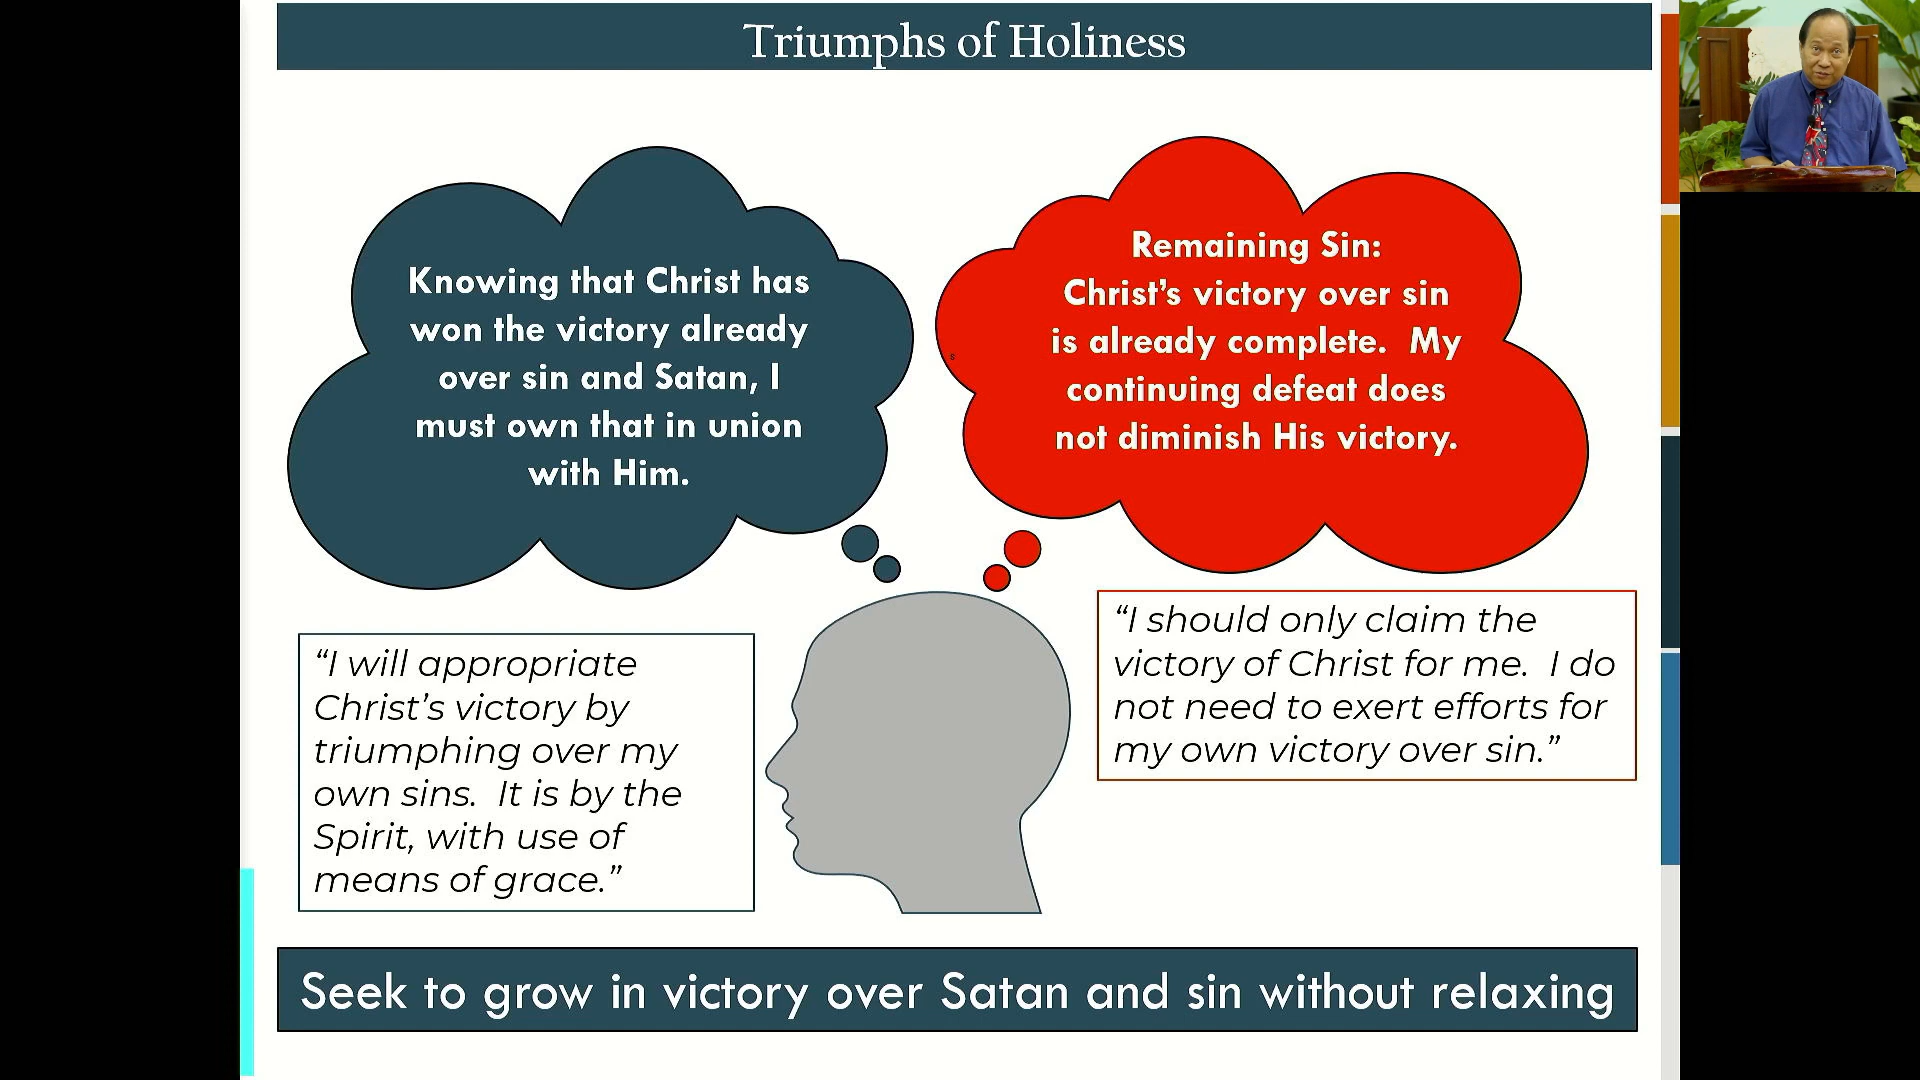 Triumphs of Holiness
Knowing that Christ has
won the victory already
over sin and Satan, I
must own that in union
with Him.
Remaining Sin:
Christ’s victory over sin
is already complete.  My
continuing defeat does
not diminish His victory.
s
“I will appropriate
Christ’s victory by
triumphing over my
own sins.  It is by the
Spirit, with use of
means of grace.”
“I should only claim the
victory of Christ for me.  I do
not need to exert efforts for
my own victory over sin.”
Seek to grow in victory over Satan and sin without relaxing